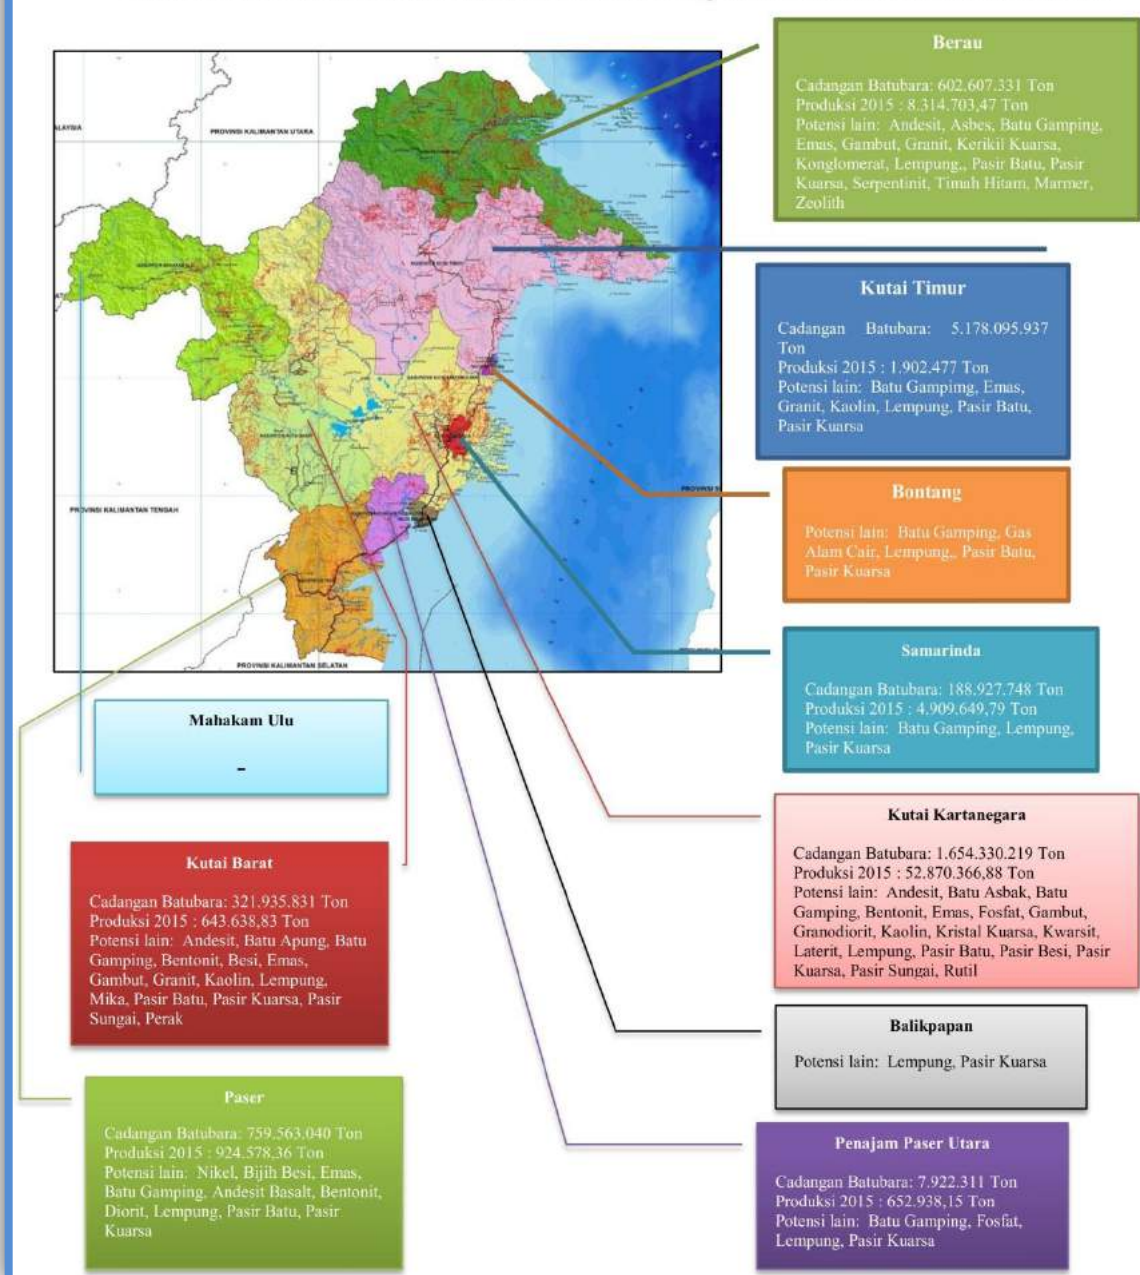 Berau
Cadangan Batubara: 602.607.331 Ton
Produksi 2015 : 8.314.703,47 Ton
Potensi lain: Andesit, Asbes, Batu Gamping,
Emas, Gambut, Granit, Kerikil Kuarsa,
Konglomerat, Lempung,, Pasir Batu, Pasir
Kuarsa, Serpentinit, Timah Hitam, Marmer,
Zeolith
PROVINSI KALIMANTAN UTARA
Kutai Timur
Cadangan Batubara: 5.178.095.937
Ton
Produksi 2015 : 1.902.477 Ton
Potensi lain: Batu Gampimg, Emas,
Granit, Kaolin, Lempung, Pasir Batu,
Pasir Kuarsa
Bontang
Potensi lain: Batu Gamping, Gas
Alam Cair, Lempung,, Pasir Batu,
Pasir Kuarsa
PROVINSI KALIMANTAN TENGAH
Samarinda
Cadangan Batubara: 188.927.748 Ton
Produksi 2015 : 4.909.649,79 Ton
Potensi lain: Batu Gamping, Lempung,
Pasir Kuarsa
PROVINSI KALIMANTAN SELATAN
Mahakam Ulu
-
Kutai Kartanegara
Cadangan Batubara: 1.654.330.219 Ton
Produksi 2015 : 52.870.366,88 Ton
Potensi lain: Andesit, Batu Asbak, Batu
Gamping, Bentonit, Emas, Fosfat, Gambut,
Granodiorit, Kaolin, Kristal Kuarsa, Kwarsit,
Laterit, Lempung, Pasir Batu, Pasir Besi, Pasir
Kuarsa, Pasir Sungai, Rutil
Kutai Barat
Cadangan Batubara: 321.935.831 Ton
Produksi 2015 : 643.638,83 Ton
Potensi lain: Andesit, Batu Apung, Batu
Gamping, Bentonit, Besi, Emas,
Gambut, Granit, Kaolin, Lempung,
Mika, Pasir Batu, Pasir Kuarsa, Pasir
Sungai, Perak
Balikpapan
Potensi lain: Lempung, Pasir Kuarsa
Paser
Cadangan Batubara: 759.563.040 Ton
Produksi 2015 : 924.578,36 Ton
Potensi lain: Nikel, Bijih Besi, Emas,
Batu Gamping, Andesit Basalt, Bentonit,
Diorit, Lempung, Pasir Batu, Pasir
Kuarsa
Penajam Paser Utara
Cadangan Batubara: 7.922.311 Ton
Produksi 2015 : 652.938,15 Ton
Potensi lain: Batu Gamping, Fosfat,
Lempung, Pasir Kuarsa